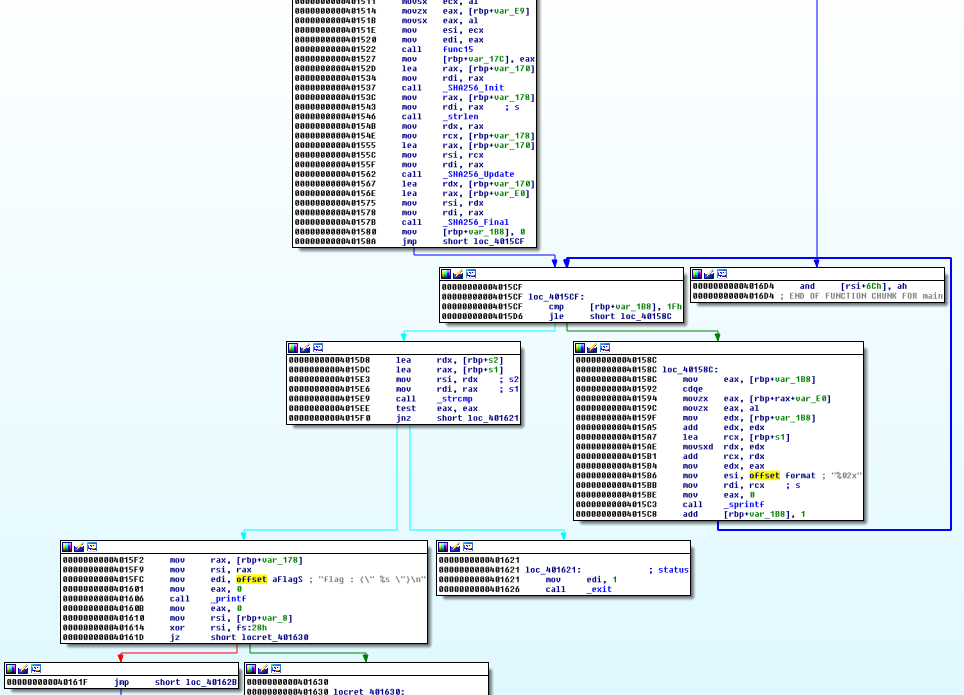 0000000000401511 movsx ecx, al
0000000000401514 movzx eax, [rbp+var_E9]
000000000040151B movsx eax, al
000000000040151E mov esi, ecx
0000000000401520 mov edi, eax
0000000000401522 call func15
0000000000401527 mov [rbp+var_17C], eax
000000000040152D lea rax, [rbp+var_170]
0000000000401534 mov rdi, rax
0000000000401537 call _SHA256_Init
000000000040153C mov rax, [rbp+var_178]
0000000000401543 mov rdi, rax ; s
0000000000401546 call _strlen
000000000040154B mov rdx, rax
000000000040154E mov rcx, [rbp+var_178]
0000000000401555 lea rax, [rbp+var_170]
000000000040155C mov rsi, rcx
000000000040155F mov rdi, rax
0000000000401562 call _SHA256_Update
0000000000401567 lea rdx, [rbp+var_170]
000000000040156E lea rax, [rbp+var_E0]
0000000000401575 mov rsi, rdx
0000000000401578 mov rdi, rax
000000000040157B call _SHA256_Final
0000000000401580 mov [rbp+var_1B8], 0
000000000040158A jmp short loc_4015CF
00000000004015CF
00000000004015CF loc_4015CF:
00000000004015CF cmp [rbp+var_1B8], 1Fh
00000000004015D6 jle short loc_40158C
00000000004016D4 and [rsi+6Ch], ah
00000000004016D4 ; END OF FUNCTION CHUNK FOR main
00000000004015D8 lea rdx, [rbp+s2]
00000000004015DC lea rax, [rbp+s1]
00000000004015E3 mov rsi, rdx ; s2
00000000004015E6 mov rdi, rax ; s1
00000000004015E9 call _strcmp
00000000004015EE test eax, eax
00000000004015F0 jnz short loc_401621
000000000040158C
000000000040158C loc_40158C:
000000000040158C mov eax, [rbp+var_1B8]
0000000000401592 cdqe
0000000000401594 movzx eax, [rbp+rax+var_E0]
000000000040159C movzx eax, al
000000000040159F mov edx, [rbp+var_1B8]
00000000004015A5 add edx, edx
00000000004015A7 lea rcx, [rbp+s1]
00000000004015AE movsxd rdx, edx
00000000004015B1 add rcx, rdx
00000000004015B4 mov edx, eax
00000000004015B6 mov esi, offset format ; "%02x"
00000000004015BB mov rdi, rcx ; s
00000000004015BE mov eax, 0
00000000004015C3 call _sprintf
00000000004015C8 add [rbp+var_1B8], 1
00000000004015F2 mov rax, [rbp+var_178]
00000000004015F9 mov rsi, rax
00000000004015FC mov edi, offset aFlagS ; "flag : {\" %s \"}\n"
0000000000401601 mov eax, 0
0000000000401606 call _printf
000000000040160B mov eax, 0
0000000000401610 mov rsi, [rbp+var_8]
0000000000401614 xor rsi, fs:28h
000000000040161D jz short locret_401630
0000000000401621
0000000000401621 loc_401621: ; status
0000000000401621 mov edi, 1
0000000000401626 call _exit
000000000040161F jmp short loc_40162B
0000000000401630
0000000000401630 locret_401630: